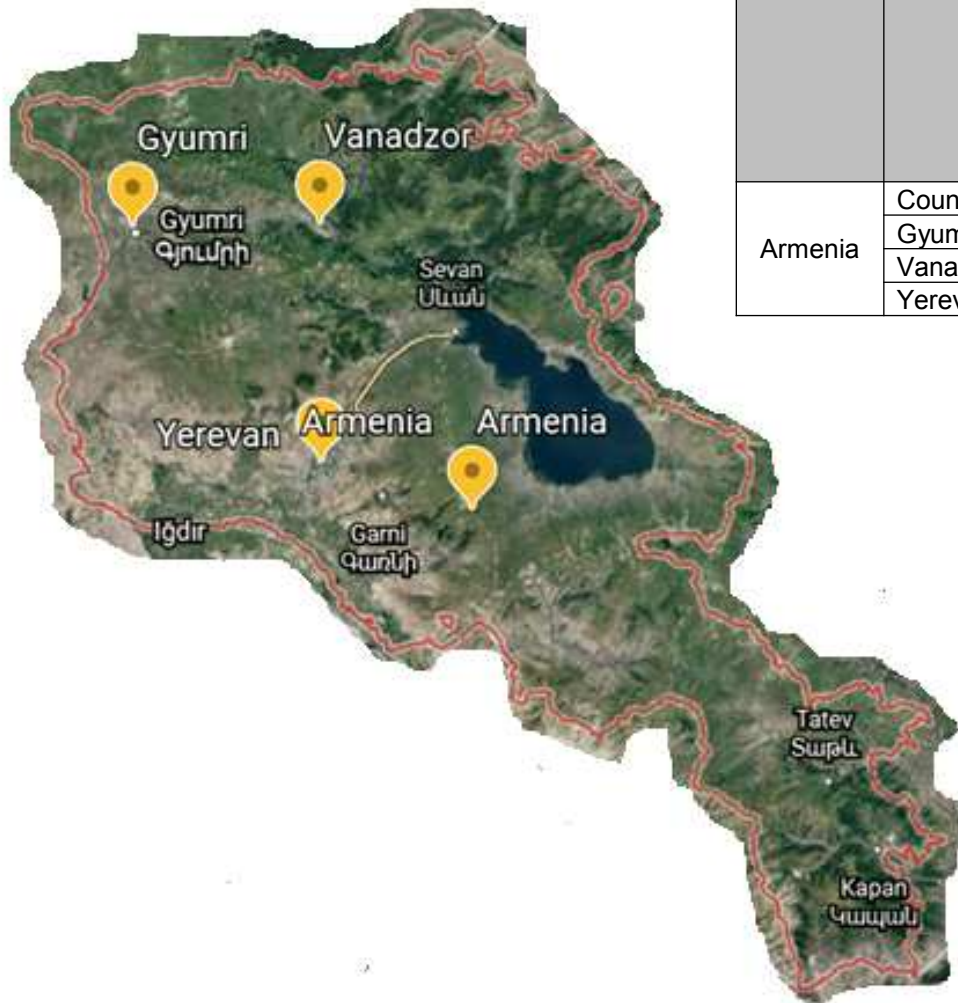 Gyumri
Vanadzor
Gyumri
Գյումրի
Sevan
Սևան
Yerevan
Armenia
Armenia
Iğdır
Garni
Գառնի
Tatev
Տաթև
Kapan
Կապան
Armenia
Coun
Gyum
Vana
Yerev